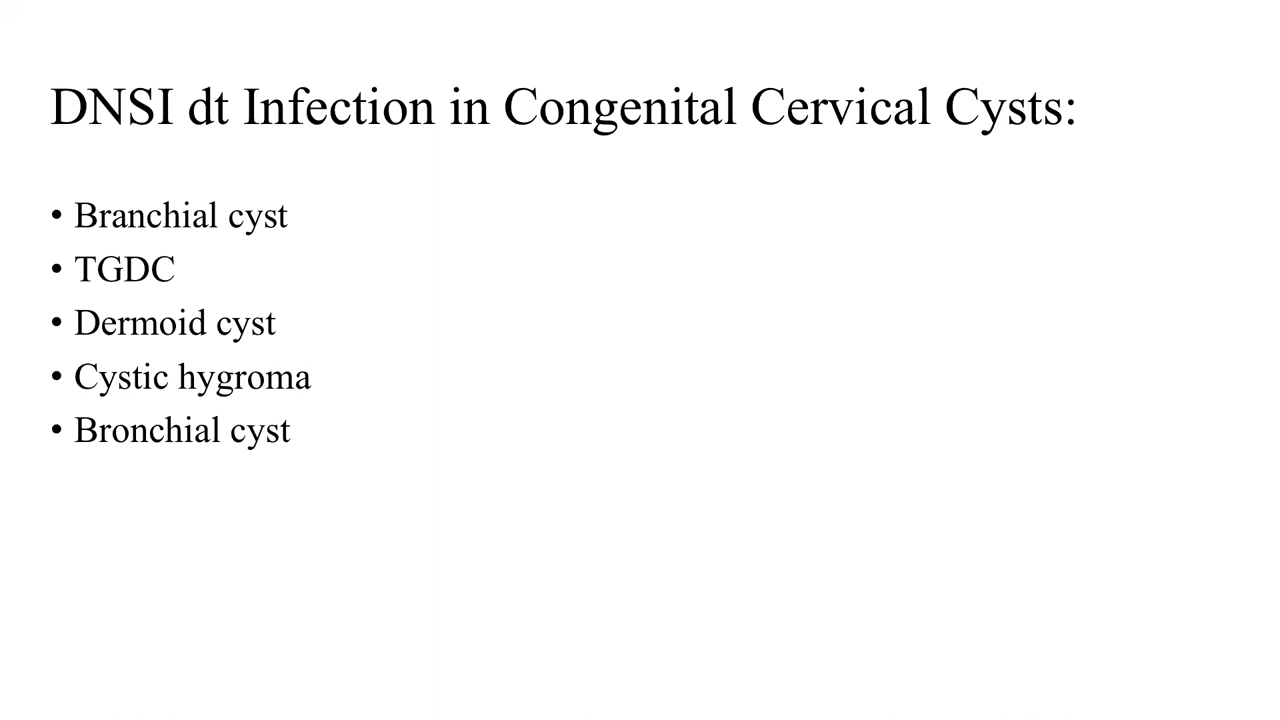 DNSI dt Infection in Congenital Cervical Cysts:
• Branchial cyst
• TGDC
• Dermoid cyst
• Cystic hygroma
• Bronchial cyst